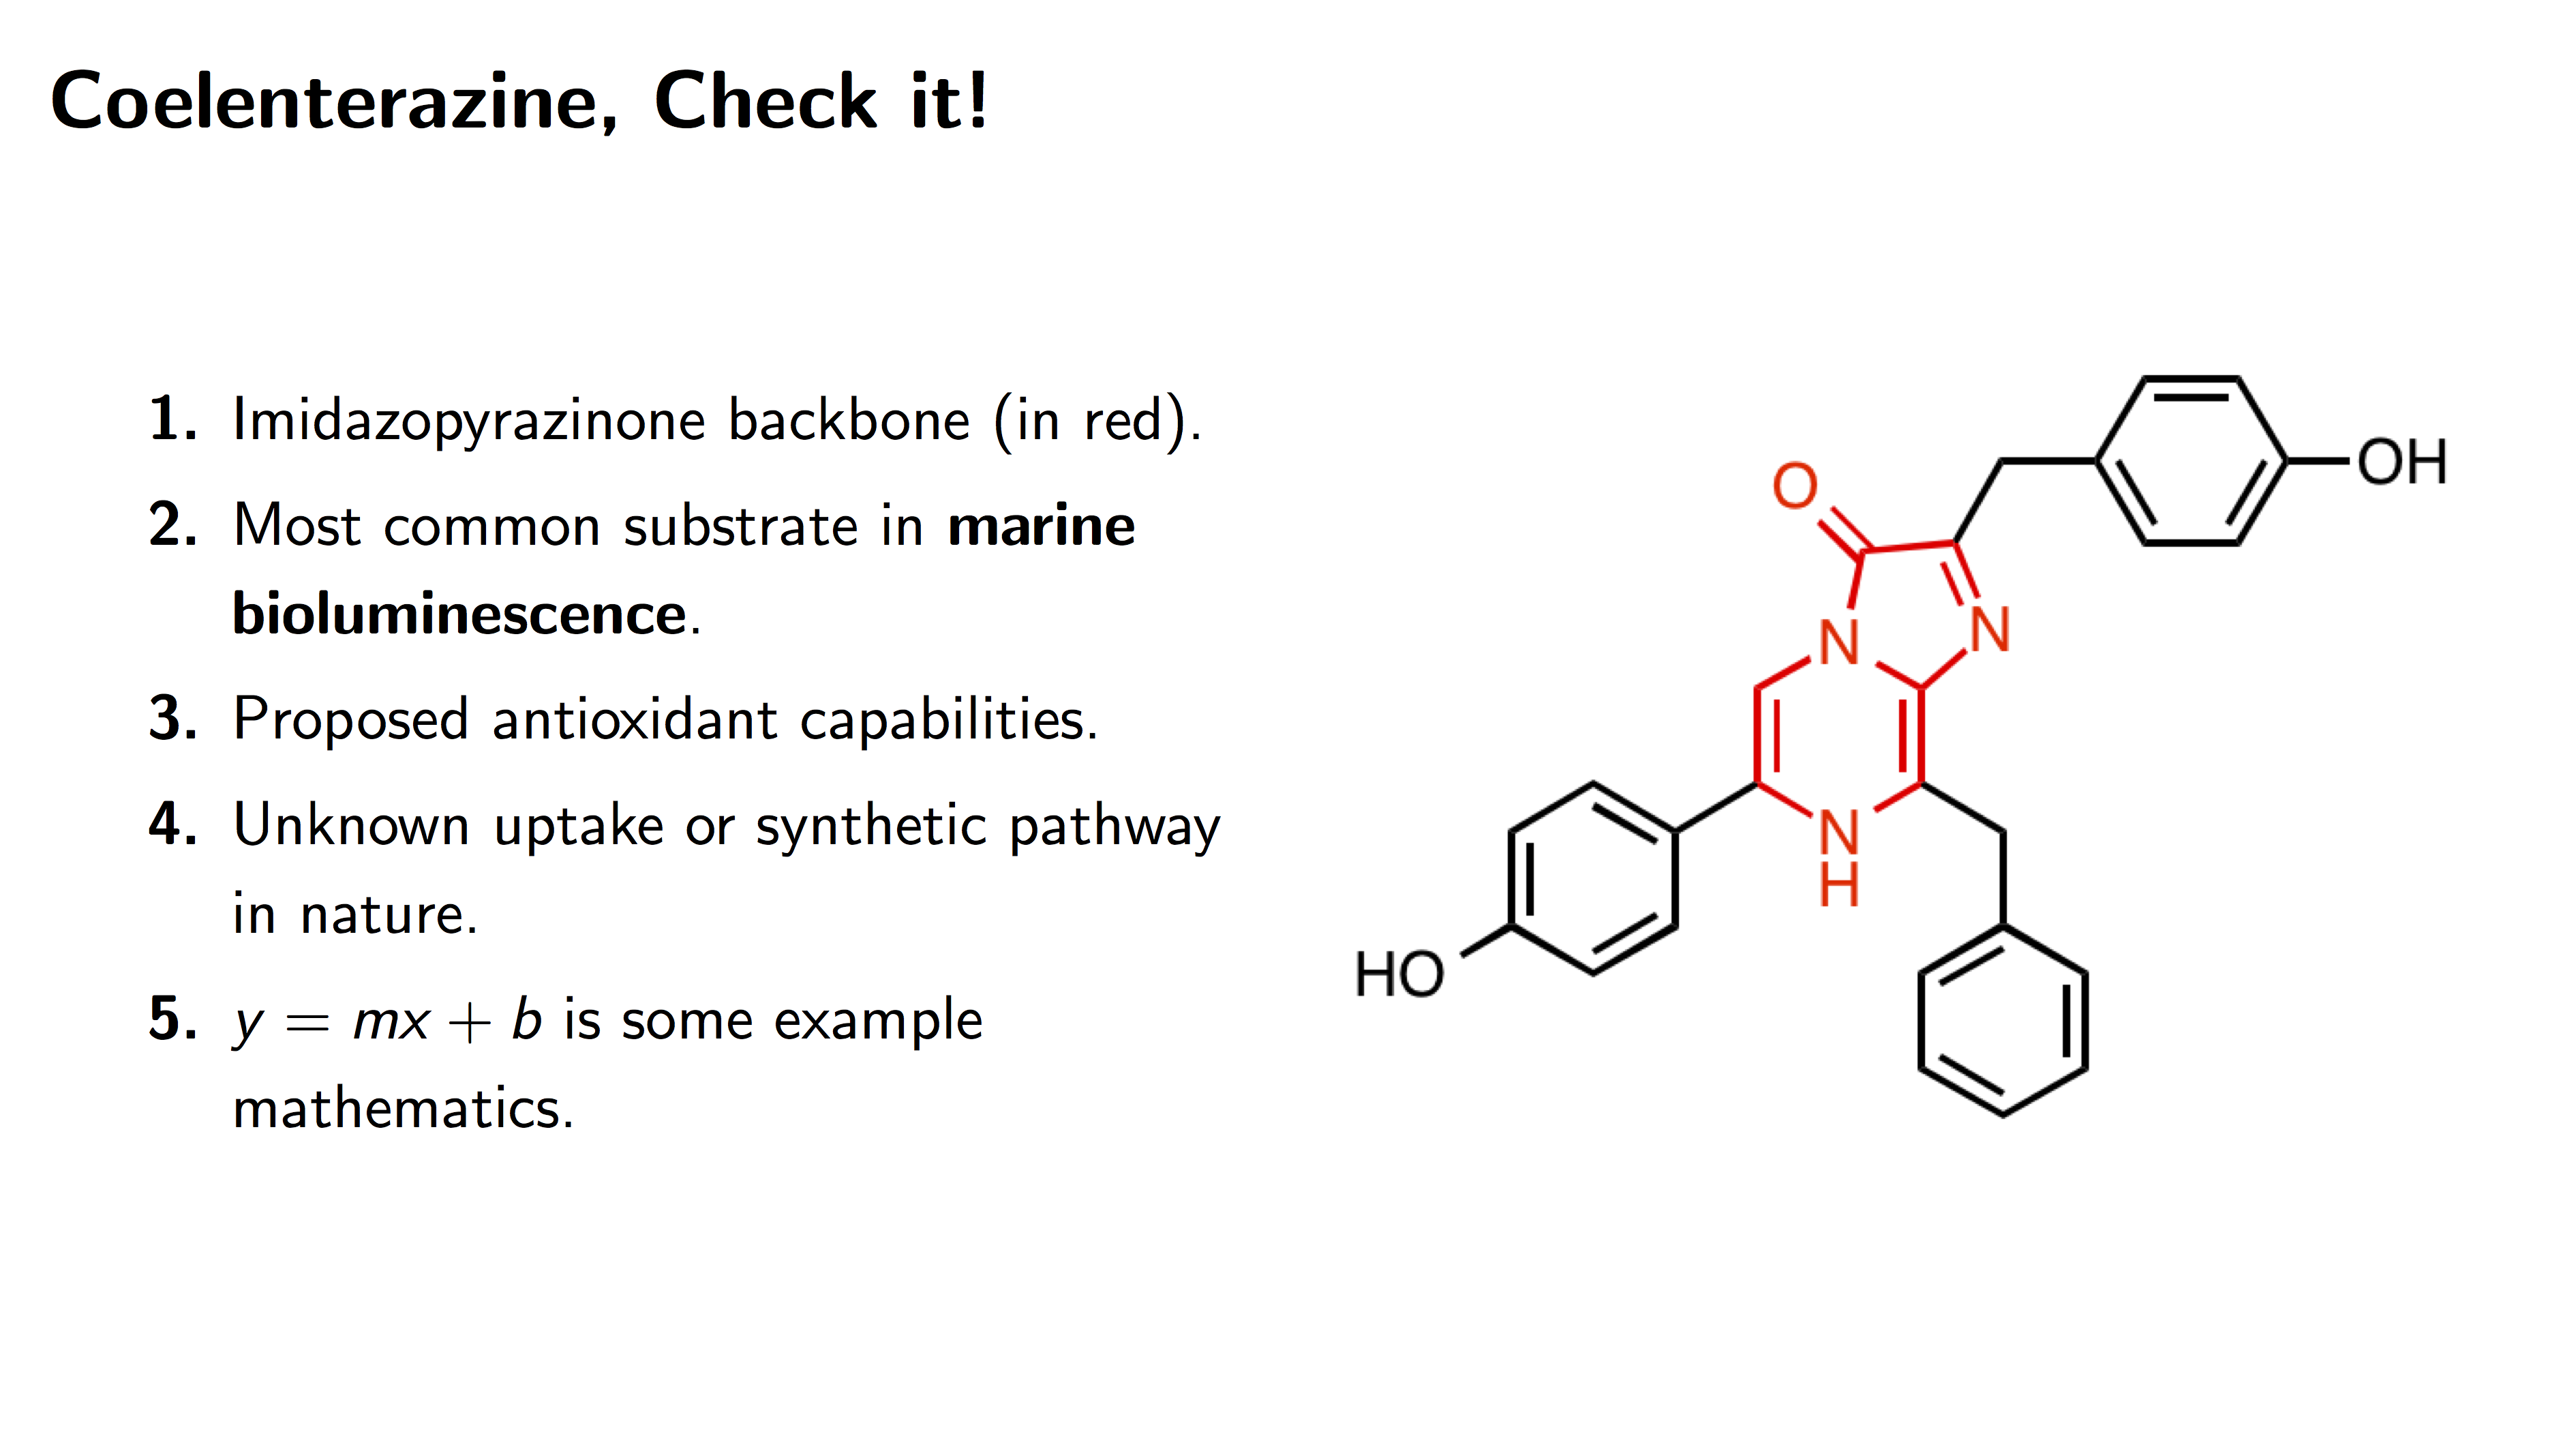 Coelenterazine, Check it!
1. Imidazopyrazinone backbone (in red).
2. Most common substrate in marine
bioluminescence.
3. Proposed antioxidant capabilities.
4. Unknown uptake or synthetic pathway
in nature.
5. y = mx + b is some example
mathematics.
OH
O
N
N
N
H
HO